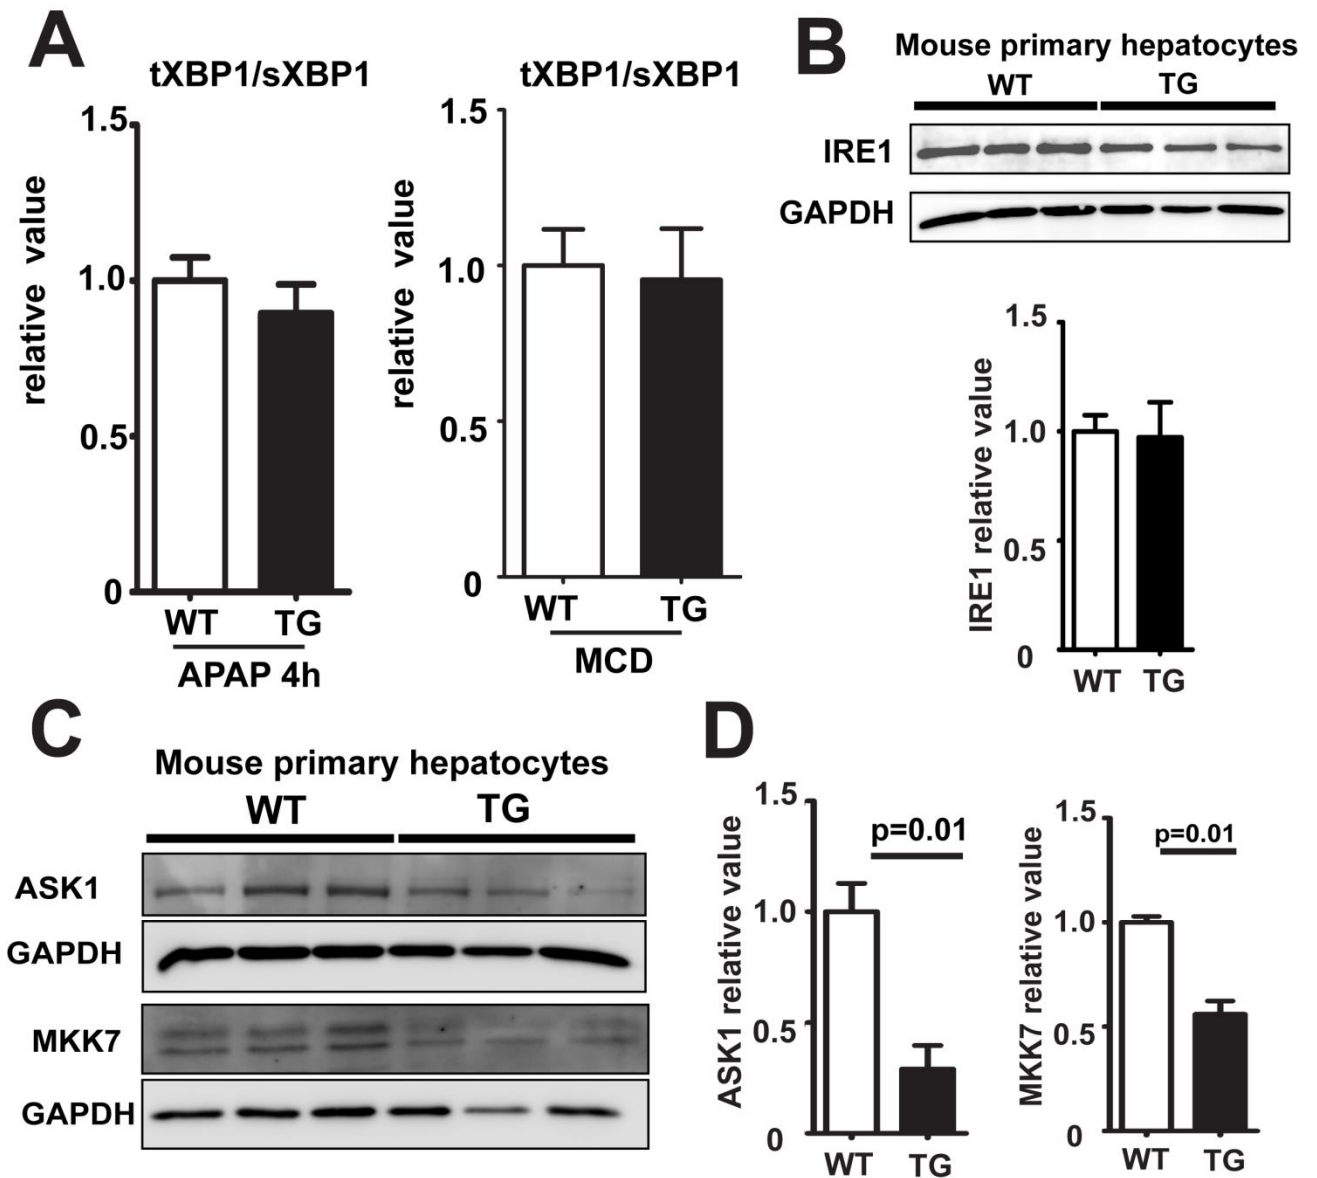 A
tXBP1/sXBP1
relative value
1.5
1.0
0.5
0
WT TG
APAP 4h
tXBP1/sXBP1
relative value
1.5
1.0
0.5
0
WT TG
MCD
B
Mouse primary hepatocytes
WT TG
IRE1
GAPDH
IRE1 relative value
1.5
1.0
0.5
0
WT TG
C
Mouse primary hepatocytes
WT TG
ASK1
GAPDH
MKK7
GAPDH
D
ASK1 relative value
1.5
1.0
0.5
0
p=0.01
WT TG
MKK7 relative value
1.5
1.0
0.5
0
p=0.01
WT TG